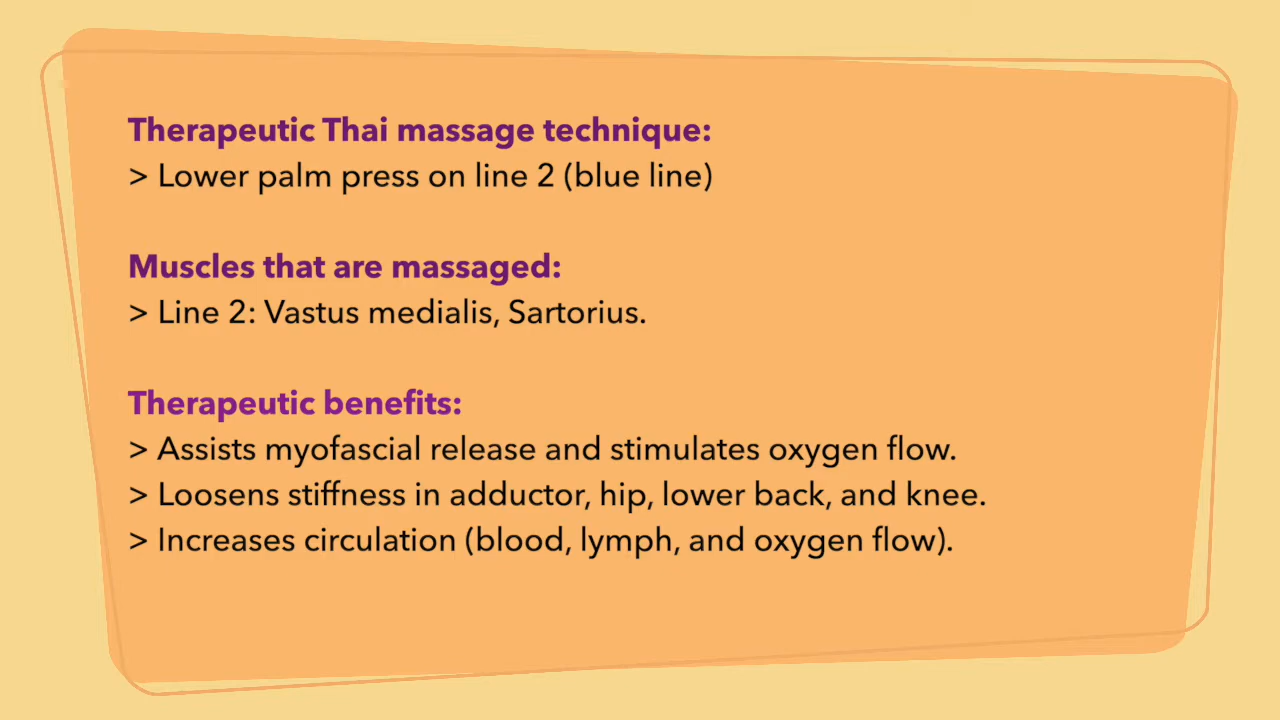 Therapeutic Thai massage technique:
> Lower palm press on line 2 (blue line)
Muscles that are massaged:
> Line 2: Vastus medialis, Sartorius.
Therapeutic benefits:
> Assists myofascial release and stimulates oxygen flow.
> Loosens stiffness in adductor, hip, lower back, and knee.
> Increases circulation (blood, lymph, and oxygen flow).